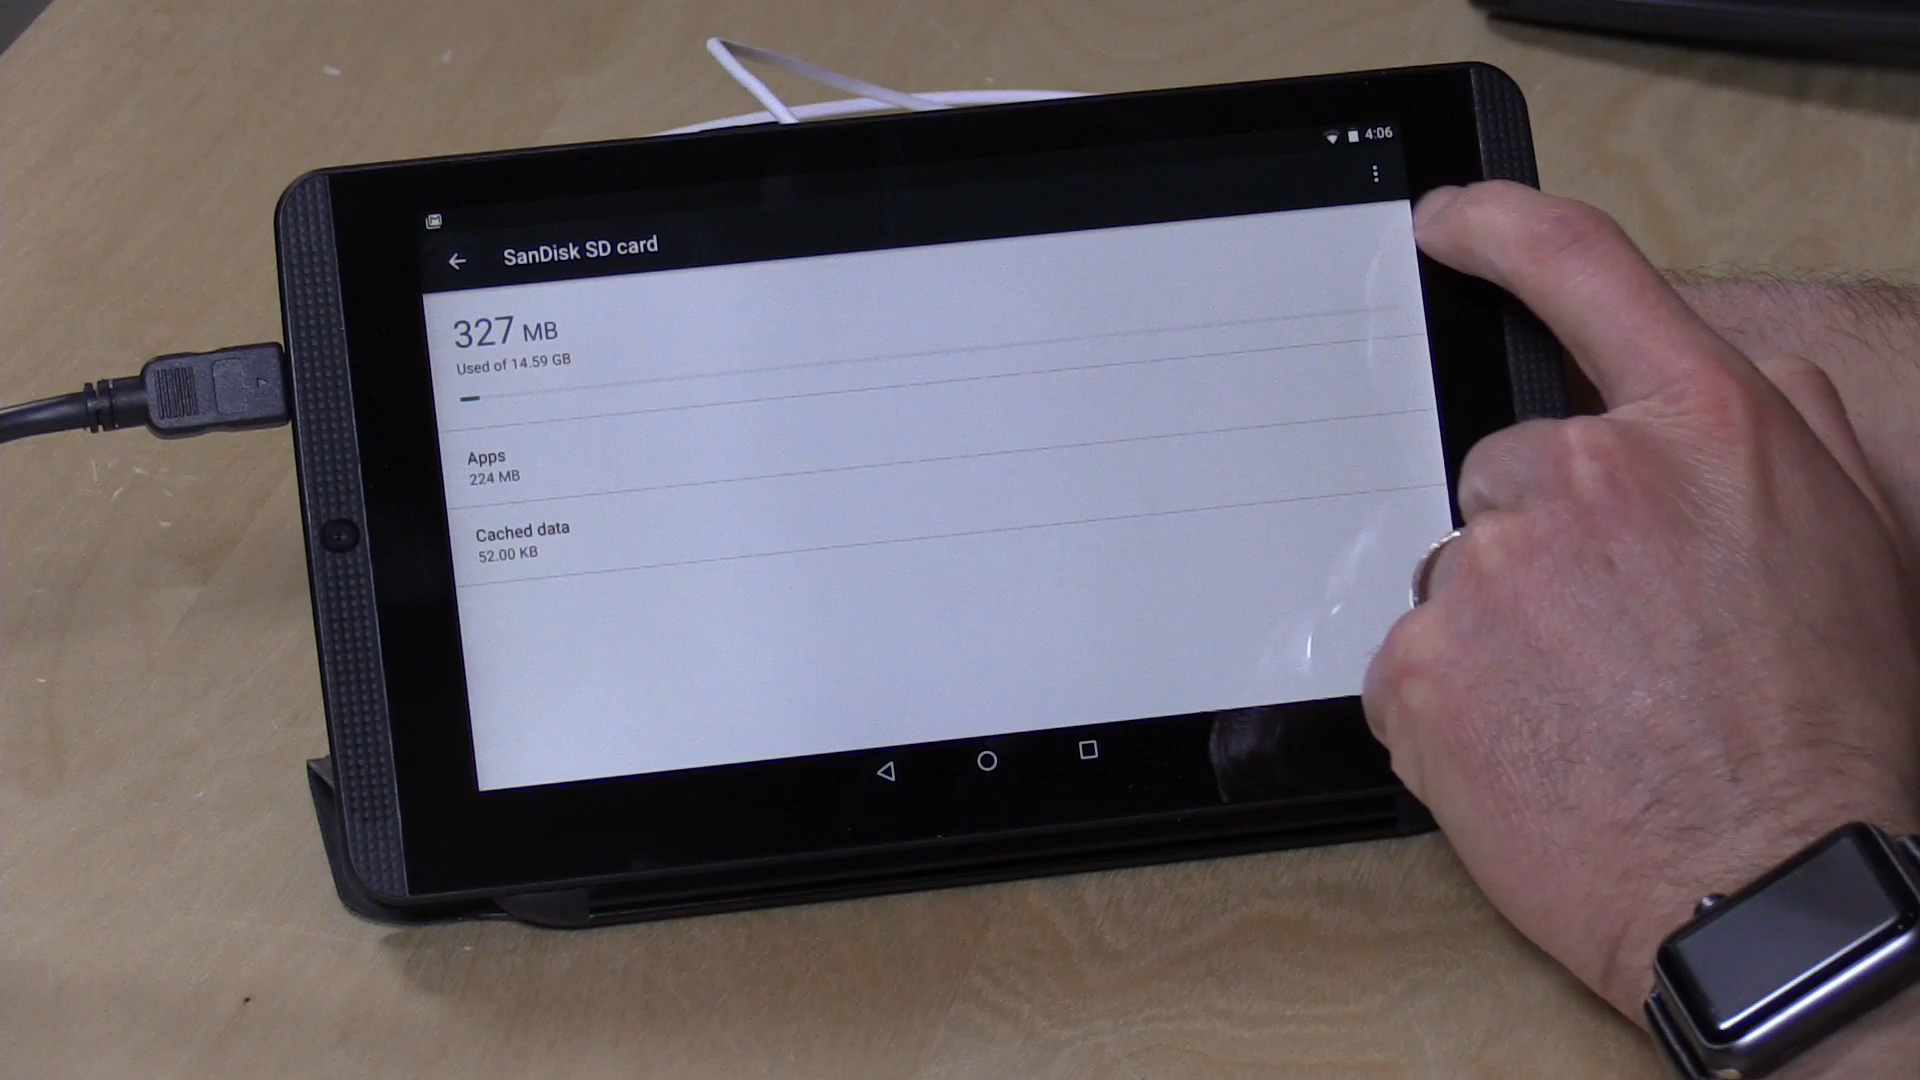 4:06
SanDisk SD card
327 MB
Used of 14.59 GB
Apps
224 MB
Cached data
52.00 KB